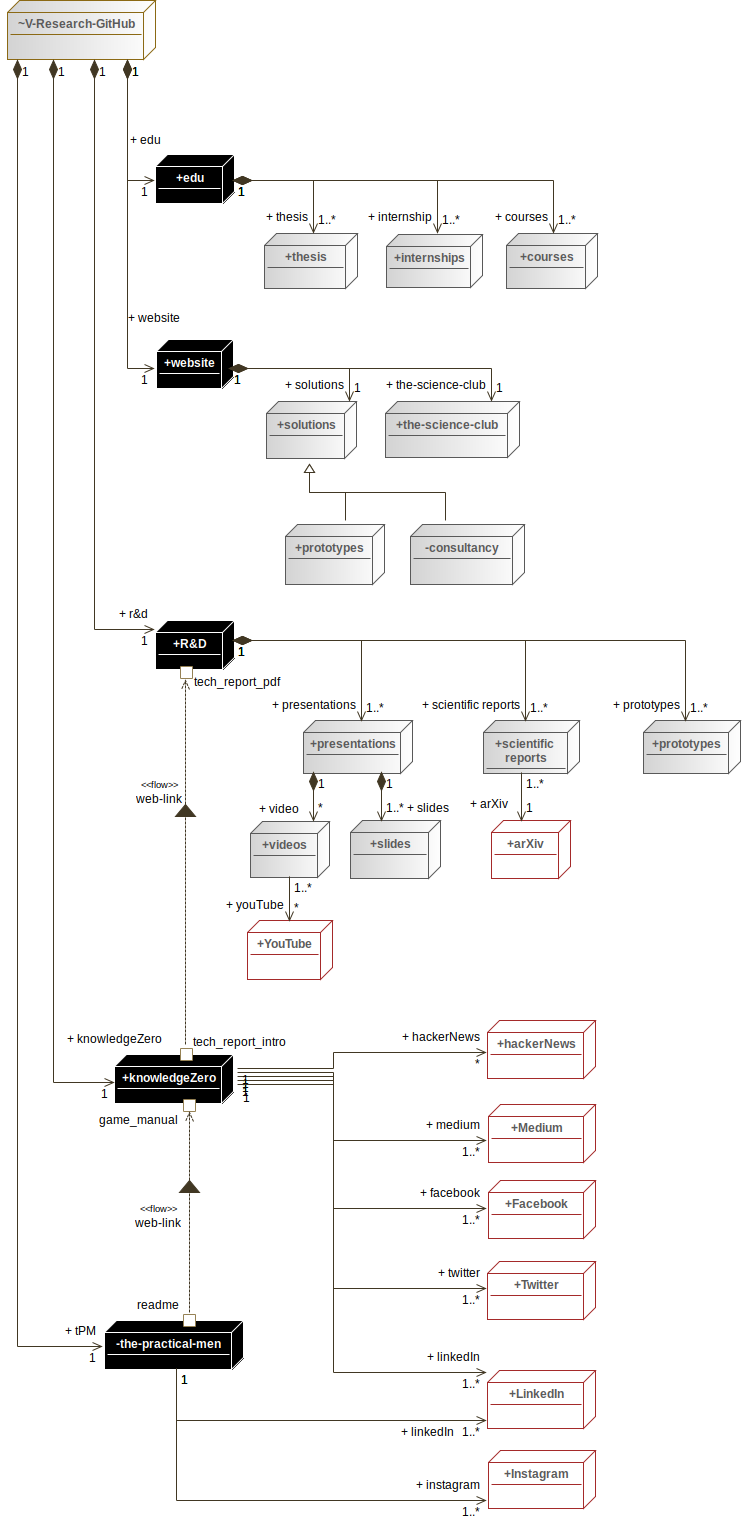 ~V-Research-GitHub
1
1
1
1
+ edu
1
+edu
1
+ thesis
1..*
+ internship
1..*
+ courses
1..*
+thesis
+internships
+courses
+ website
1
+website
1
+ solutions
1
+ the-science-club
1
+solutions
+the-science-club
+prototypes
-consultancy
+ r&d
1
+R&D
1
tech_report_pdf
+ presentations
1..*
+ scientific reports
1..*
+ prototypes
1..*
+presentations
+scientific
reports
+prototypes
<<flow>>
web-link
1
1
1..*
+ video
*
1..*
+ slides
+ arXiv
1
+videos
+slides
+arXiv
1..*
+ youTube
*
+YouTube
+ knowledgeZero
tech_report_intro
1
+knowledgeZero
1
1
1
1
1
+ hackerNews
*
+hackerNews
game_manual
+ medium
1..*
+Medium
<<flow>>
web-link
+ facebook
1..*
+Facebook
+ twitter
1..*
+Twitter
readme
+ tPM
1
-the-practical-men
1
+ linkedIn
1..*
+LinkedIn
+ linkedIn
1..*
+ instagram
1..*
+Instagram